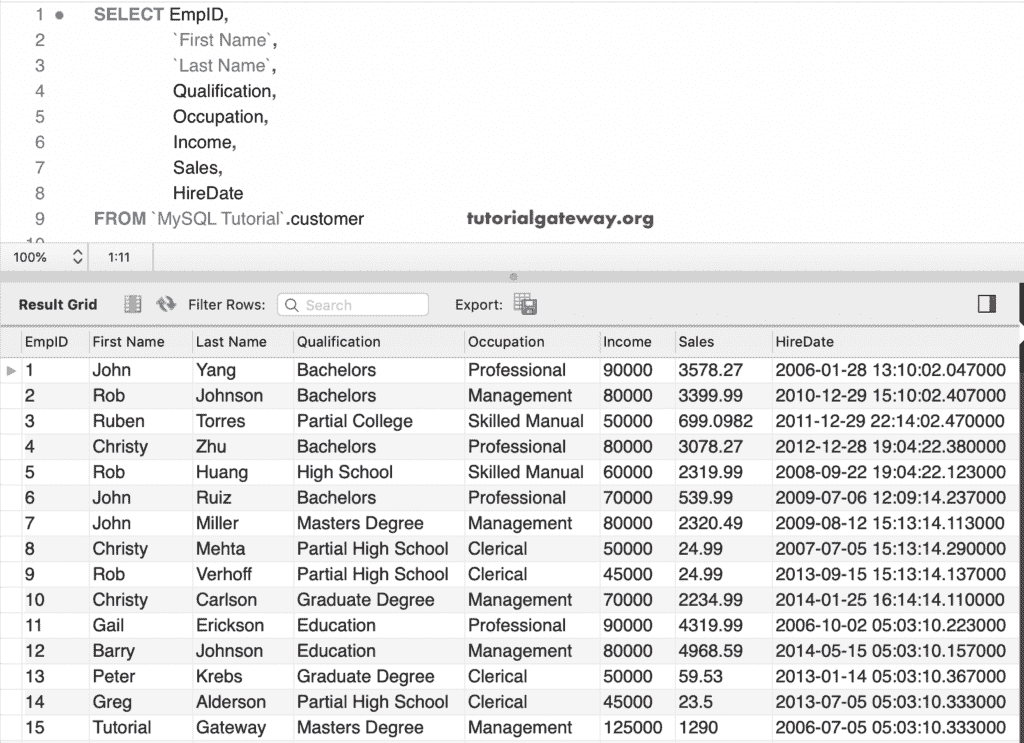 1 SELECT EmpID,
2 `First Name`,
3 `Last Name`,
4 Qualification,
5 Occupation,
6 Income,
7 Sales,
8 HireDate
9 FROM `MySQL Tutorial`.customer tutorialgateway.org
10
100% 1:11
Result Grid Filter Rows: Search Export:
EmpID First Name Last Name Qualification Occupation Income Sales HireDate
1 John Yang Bachelors Professional 90000 3578.27 2006-01-28 13:10:02.047000
2 Rob Johnson Bachelors Management 80000 3399.99 2010-12-29 15:10:02.407000
3 Ruben Torres Partial College Skilled Manual 50000 699.0982 2011-12-29 22:14:02.470000
4 Christy Zhu Bachelors Professional 80000 3078.27 2012-12-28 19:04:22.380000
5 Rob Huang High School Skilled Manual 60000 2319.99 2008-09-22 19:04:22.123000
6 John Ruiz Bachelors Professional 70000 539.99 2009-07-06 12:09:14.237000
7 John Miller Masters Degree Management 80000 2320.49 2009-08-12 15:13:14.113000
8 Christy Mehta Partial High School Clerical 50000 24.99 2007-07-05 15:13:14.290000
9 Rob Verhoff Partial High School Clerical 45000 24.99 2013-09-15 15:13:14.137000
10 Christy Carlson Graduate Degree Management 70000 2234.99 2014-01-25 16:14:14.110000
11 Gail Erickson Education Professional 90000 4319.99 2006-10-02 05:03:10.223000
12 Barry Johnson Education Management 80000 4968.59 2014-05-15 05:03:10.157000
13 Peter Krebs Graduate Degree Clerical 50000 59.53 2013-01-14 05:03:10.367000
14 Greg Alderson Partial High School Clerical 45000 23.5 2013-07-05 05:03:10.333000
15 Tutorial Gateway Masters Degree Management 125000 1290 2006-07-05 05:03:10.333000